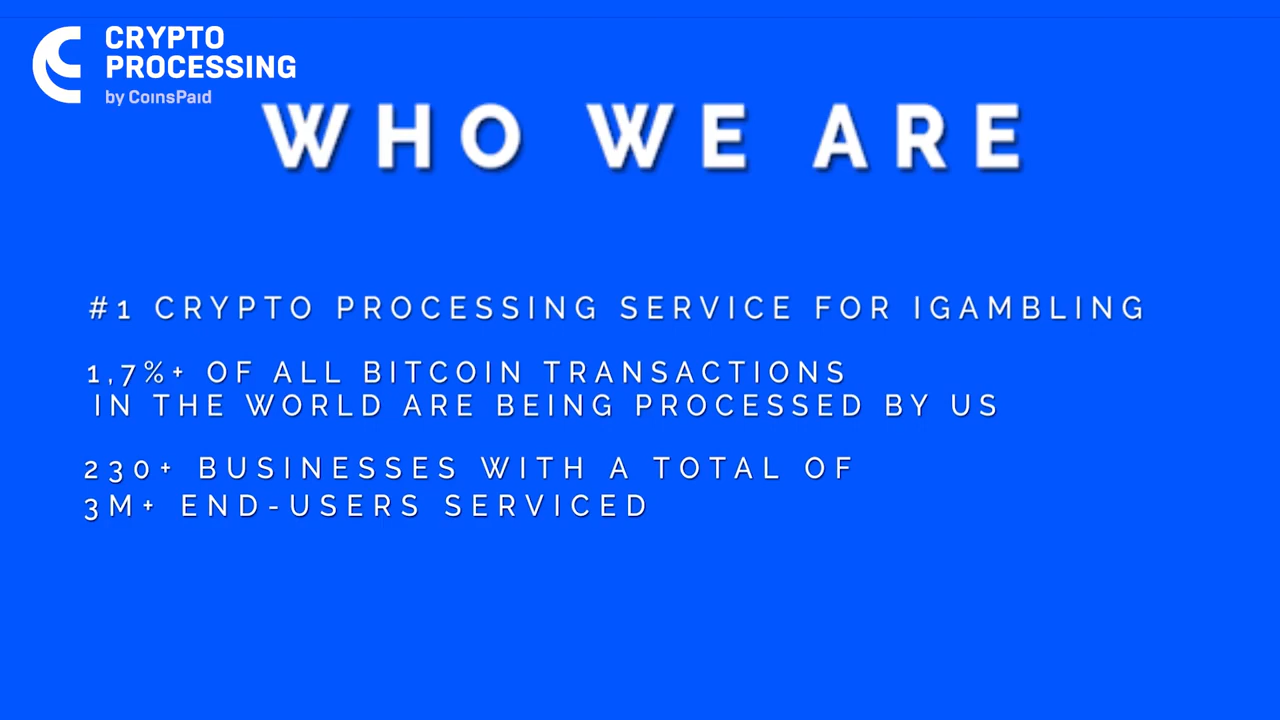 CRYPTO
PROCESSING
by CoinsPaid
WHO WE ARE
#1 CRYPTO PROCESSING SERVICE FOR IGAMBLING
1,7%+ OF ALL BITCOIN TRANSACTIONS
IN THE WORLD ARE BEING PROCESSED BY US
230+ BUSINESSES WITH A TOTAL OF
3M+ END-USERS SERVICED